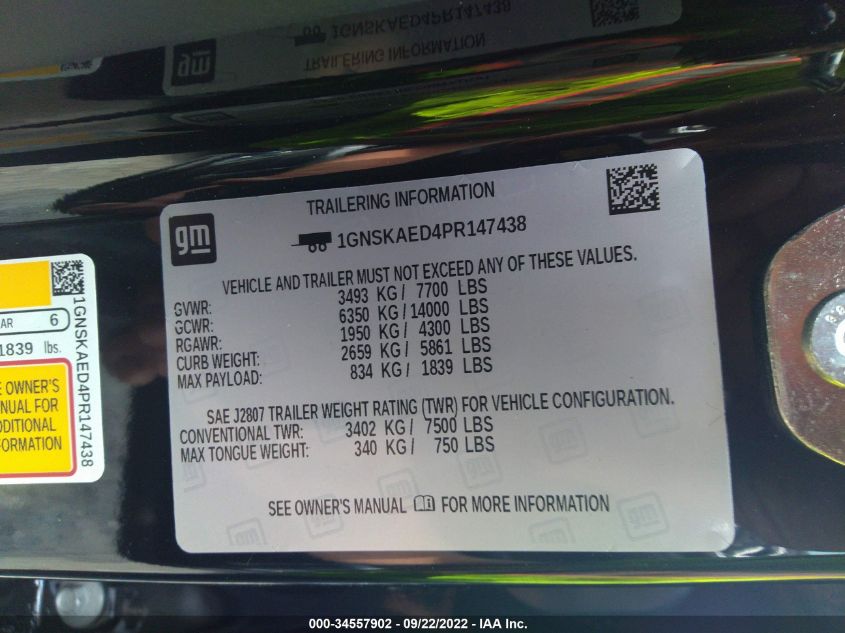 1GNSKAED4PR147438
TRAILERING INFORMATION
TRAILERING INFORMATION
gm
1GNSKAED4PR147438
VEHICLE AND TRAILER MUST NOT EXCEED ANY OF THESE VALUES.
GVWR: 3493 KG / 7700 LBS
GCWR: 6350 KG / 14000 LBS
RGAWR: 1950 KG / 4300 LBS
CURB WEIGHT: 2659 KG / 5861 LBS
MAX PAYLOAD: 834 KG / 1839 LBS
SAE J2807 TRAILER WEIGHT RATING (TWR) FOR VEHICLE CONFIGURATION.
CONVENTIONAL TWR: 3402 KG / 7500 LBS
MAX TONGUE WEIGHT: 340 KG / 750 LBS
SEE OWNER'S MANUAL FOR MORE INFORMATION
AR 6
1839 lbs.
E OWNER'S
ANUAL FOR
DDITIONAL
FORMATION
1GNSKAED4PR147438
000-34557902 - 09/22/2022 - IAA Inc.